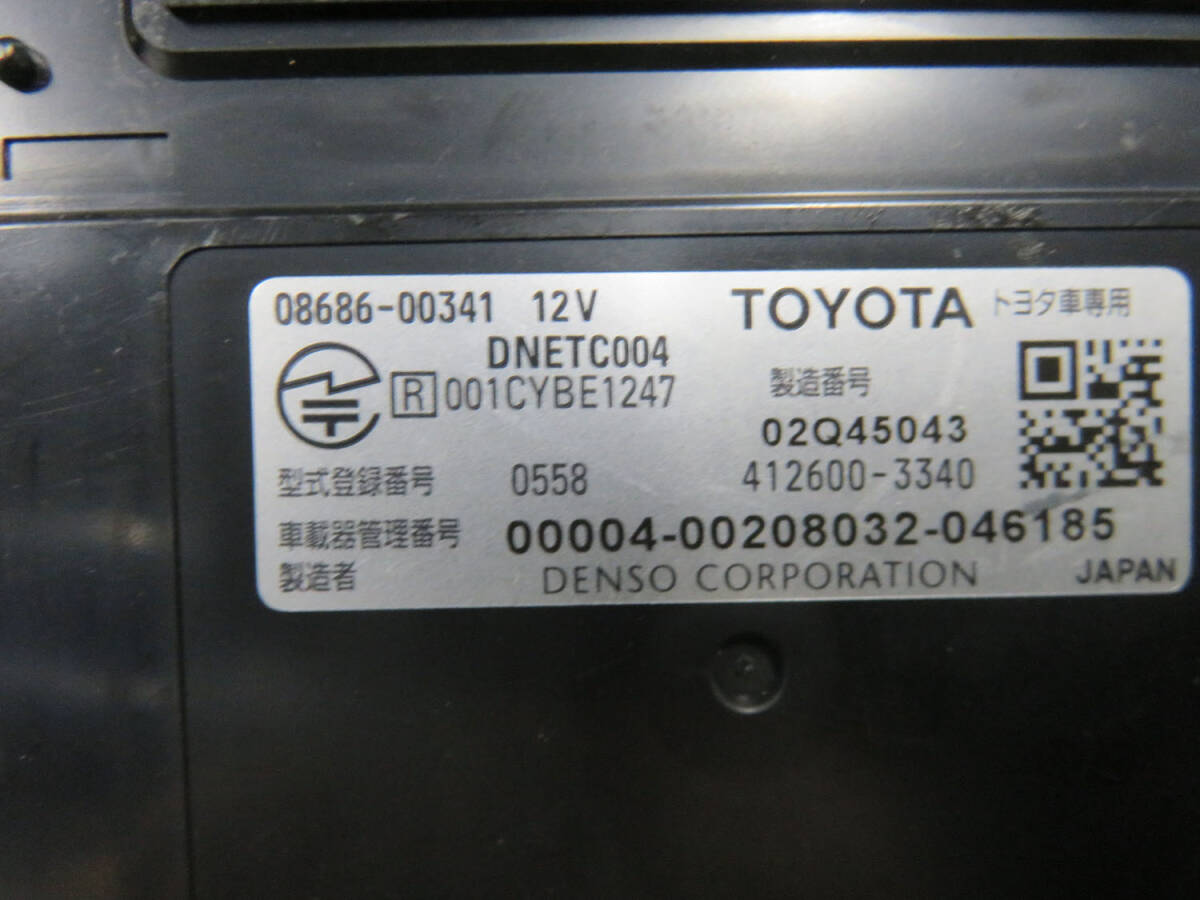 08686-00341 12V TOYOTA トヨタ車専用
DNETC004
R 001CYBE1247 製造番号
02Q45043
型式登録番号 0558 412600-3340
車載器管理番号 00004-00208032-046185
製造者 DENSO CORPORATION JAPAN